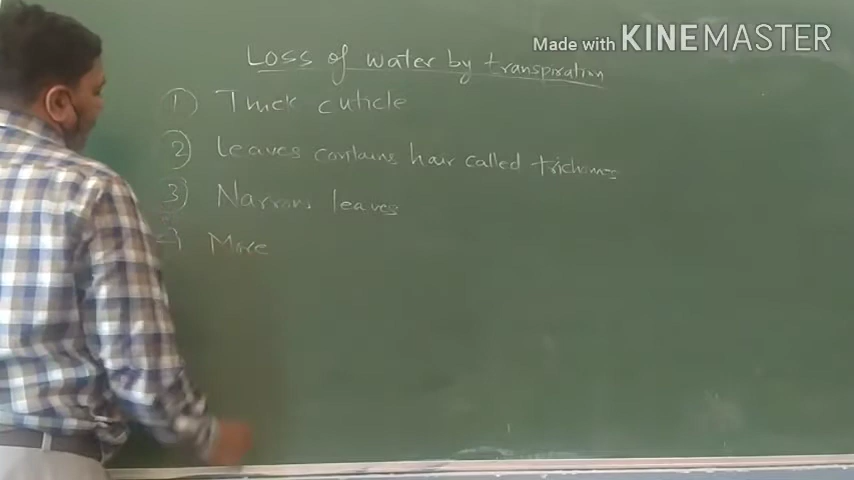 Made with KINEMASTER
Loss of water by transpiration
1 Thick cuticle
2 Leaves contains hair called trichomes
3 Narrow leaves
4 More